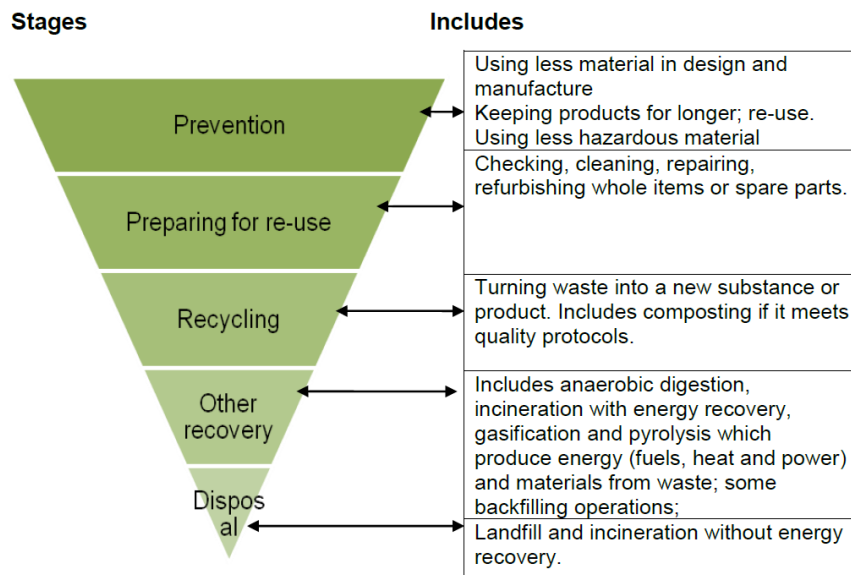 Stages
Includes
Prevention
Using less material in design and
manufacture
Keeping products for longer; re-use.
Using less hazardous material
Preparing for re-use
Checking, cleaning, repairing,
refurbishing whole items or spare parts.
Recycling
Turning waste into a new substance or
product. Includes composting if it meets
quality protocols.
Other
recovery
Includes anaerobic digestion,
incineration with energy recovery,
gasification and pyrolysis which
produce energy (fuels, heat and power)
and materials from waste; some
backfilling operations;
Dispos
al
Landfill and incineration without energy
recovery.